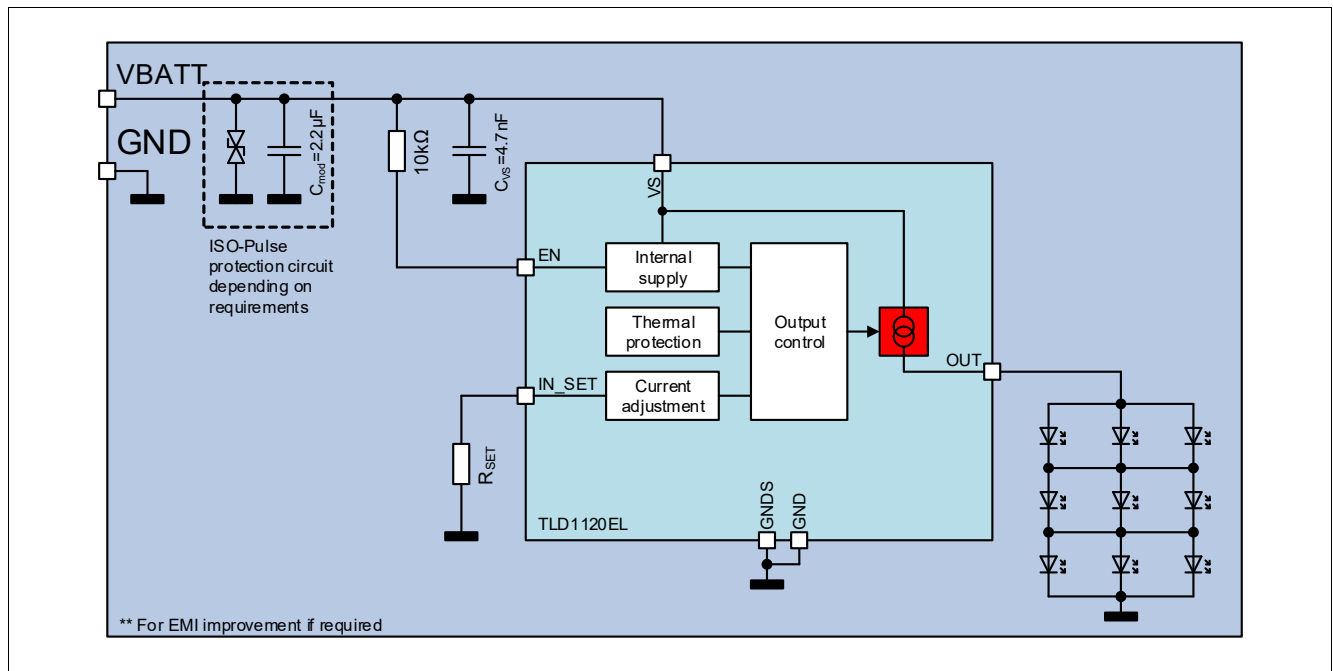 VBATT
GND
Cmod=2.2µF
10kΩ
CVS=4.7nF
ISO-Pulse
protection circuit
depending on
requirements
VS
EN
Internal
supply
Thermal
protection
Output
control
OUT
IN_SET
Current
adjustment
RSET
GNDS
GND
TLD1120EL
** For EMI improvement if required